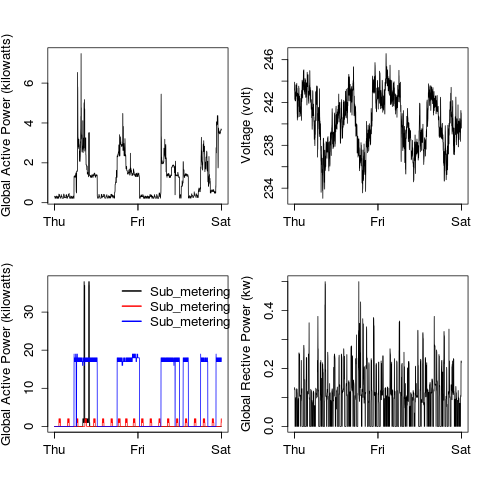 Global Active Power (kilowatts)
6
4
2
0
Thu
Fri
Sat
Voltage (volt)
246
242
238
234
Thu
Fri
Sat
Global Active Power (kilowatts)
30
20
10
0
Sub_metering
Sub_metering
Sub_metering
Thu
Fri
Sat
Global Rective Power (kw)
0.4
0.2
0.0
Thu
Fri
Sat